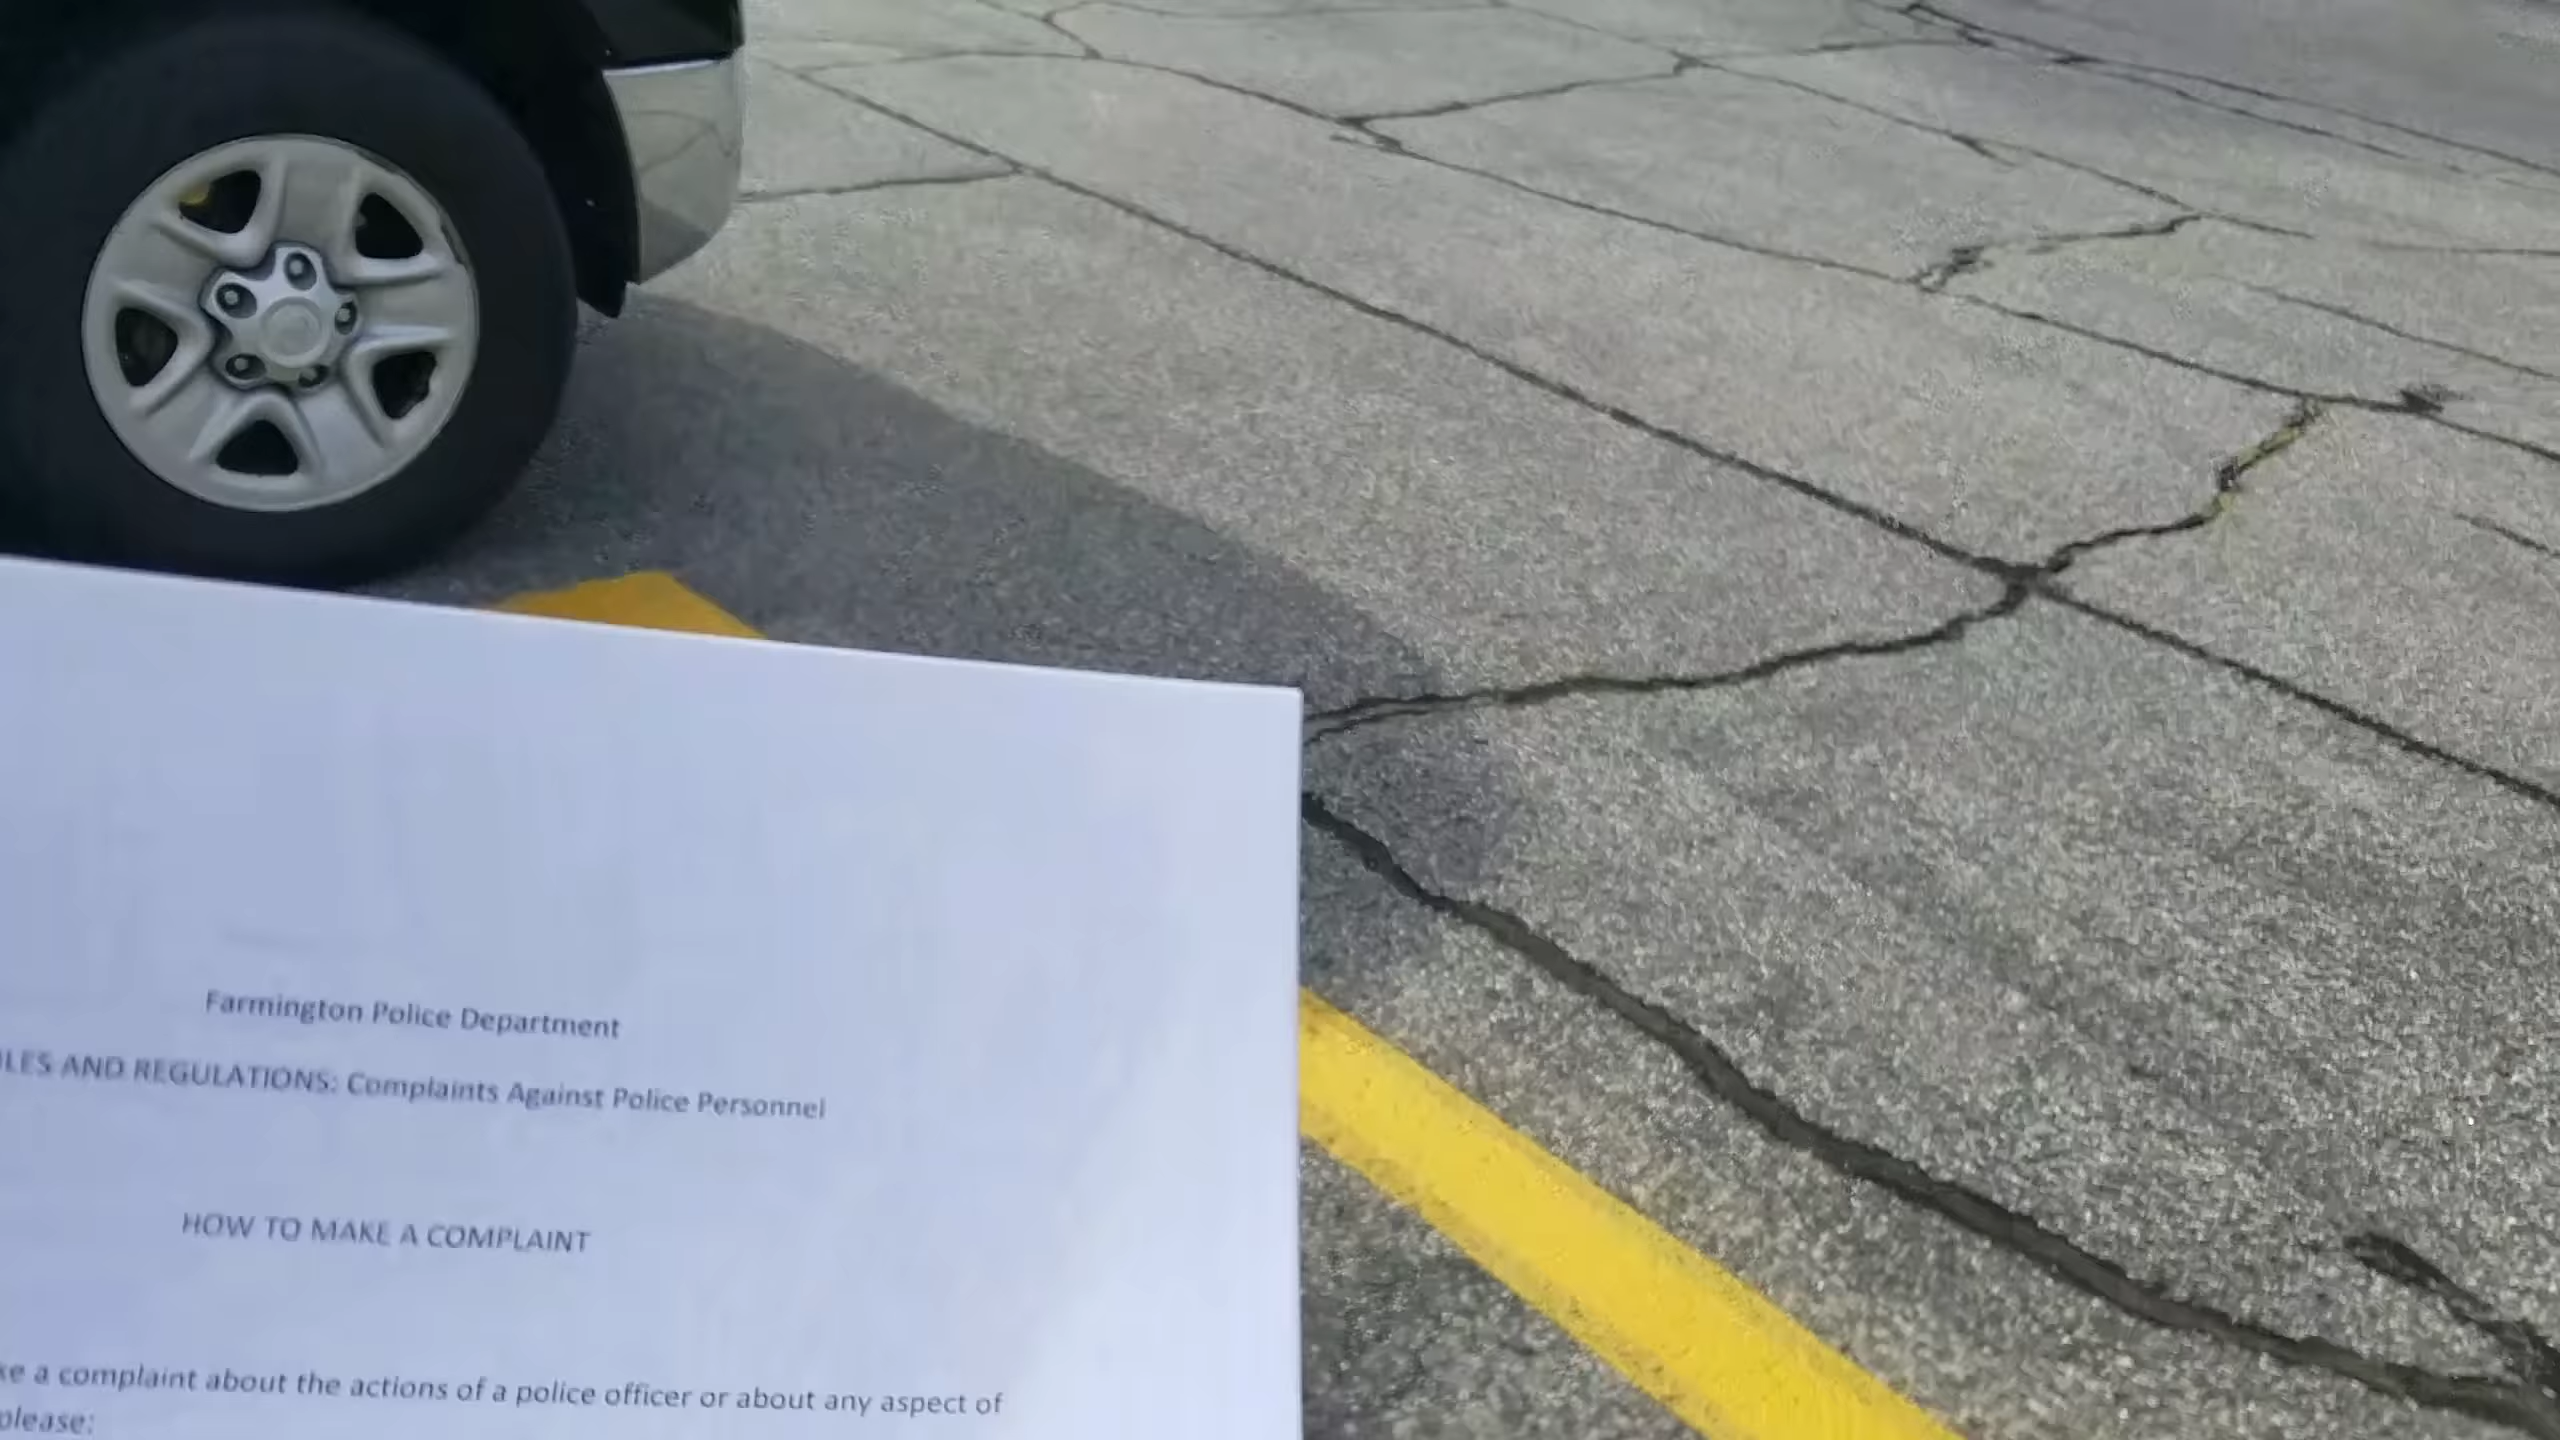 Farmington Police Department
LES AND REGULATIONS: Complaints Against Police Personnel
HOW TO MAKE A COMPLAINT
ke a complaint about the actions of a police officer or about any aspect of
please: